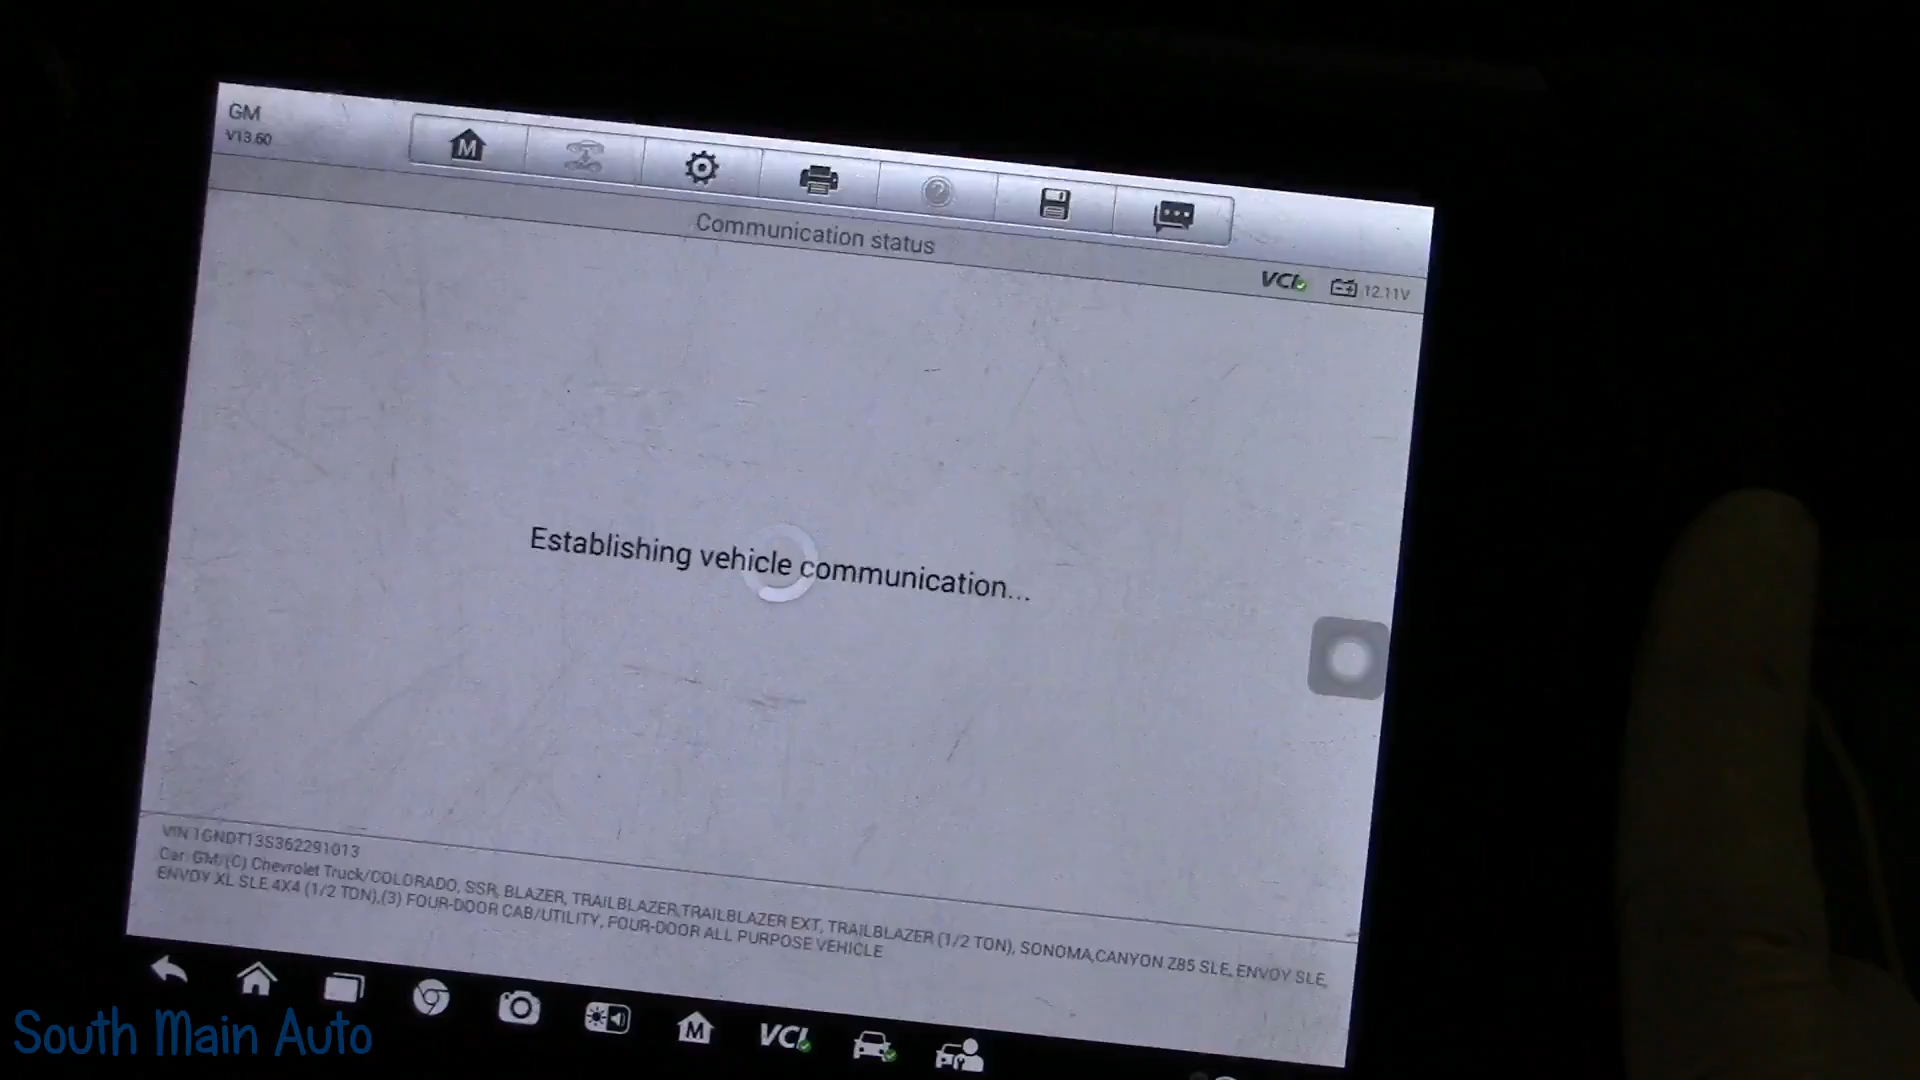 GM
V13.60
M
?
Communication status
VCI 12.11V
Establishing vehicle communication...
VIN 1GNDT13S362291013
Car: GM/(C) Chevrolet Truck/COLORADO, SSR, BLAZER, TRAILBLAZER,TRAILBLAZER EXT, TRAILBLAZER (1/2 TON), SONOMA,CANYON Z85 SLE, ENVOY SLE,
ENVOY XL SLE 4X4 (1/2 TON),(3) FOUR-DOOR CAB/UTILITY, FOUR-DOOR ALL PURPOSE VEHICLE
M
VCI
South Main Auto